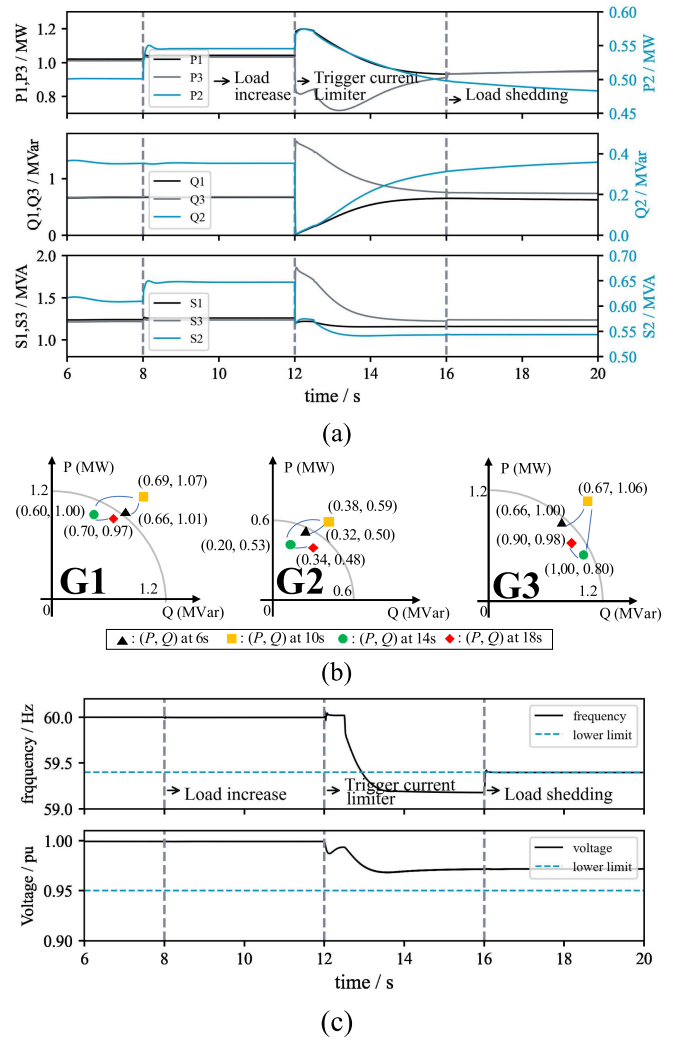 P1,P3 / MW
1.2
1.0
0.8
P1
P3
P2
Load
increase
Trigger current
Limiter
Load shedding
0.60
0.55
0.50
0.45
P2 / MW
Q1,Q3 / MVar
1
0
Q1
Q3
Q2
0.4
0.2
0.0
Q2 / MVar
S1,S3 / MVA
2.0
1.5
1.0
S1
S3
S2
0.70
0.65
0.60
0.55
0.50
S2 / MVA
6 8 10 12 14 16 18 20
time / s
(a)
P (MW)
1.2
(0.69, 1.07)
(0.60, 1.00)
(0.66, 1.01)
(0.70, 0.97)
G1
1.2
0
Q (MVar)
P (MW)
0.6
(0.38, 0.59)
(0.32, 0.50)
(0.20, 0.53)
(0.34, 0.48)
G2
0.6
0
Q (MVar)
P (MW)
1.2
(0.67, 1.06)
(0.66, 1.00)
(0.90, 0.98)
(1,00, 0.80)
G3
1.2
0
Q (MVar)
: (P, Q) at 6s : (P, Q) at 10s : (P, Q) at 14s : (P, Q) at 18s
(b)
frqquency / Hz
60.0
59.5
59.0
frequency
lower limit
Load increase
Trigger current
limiter
Load shedding
Voltage / pu
1.00
0.95
0.90
voltage
lower limit
6 8 10 12 14 16 18 20
time / s
(c)